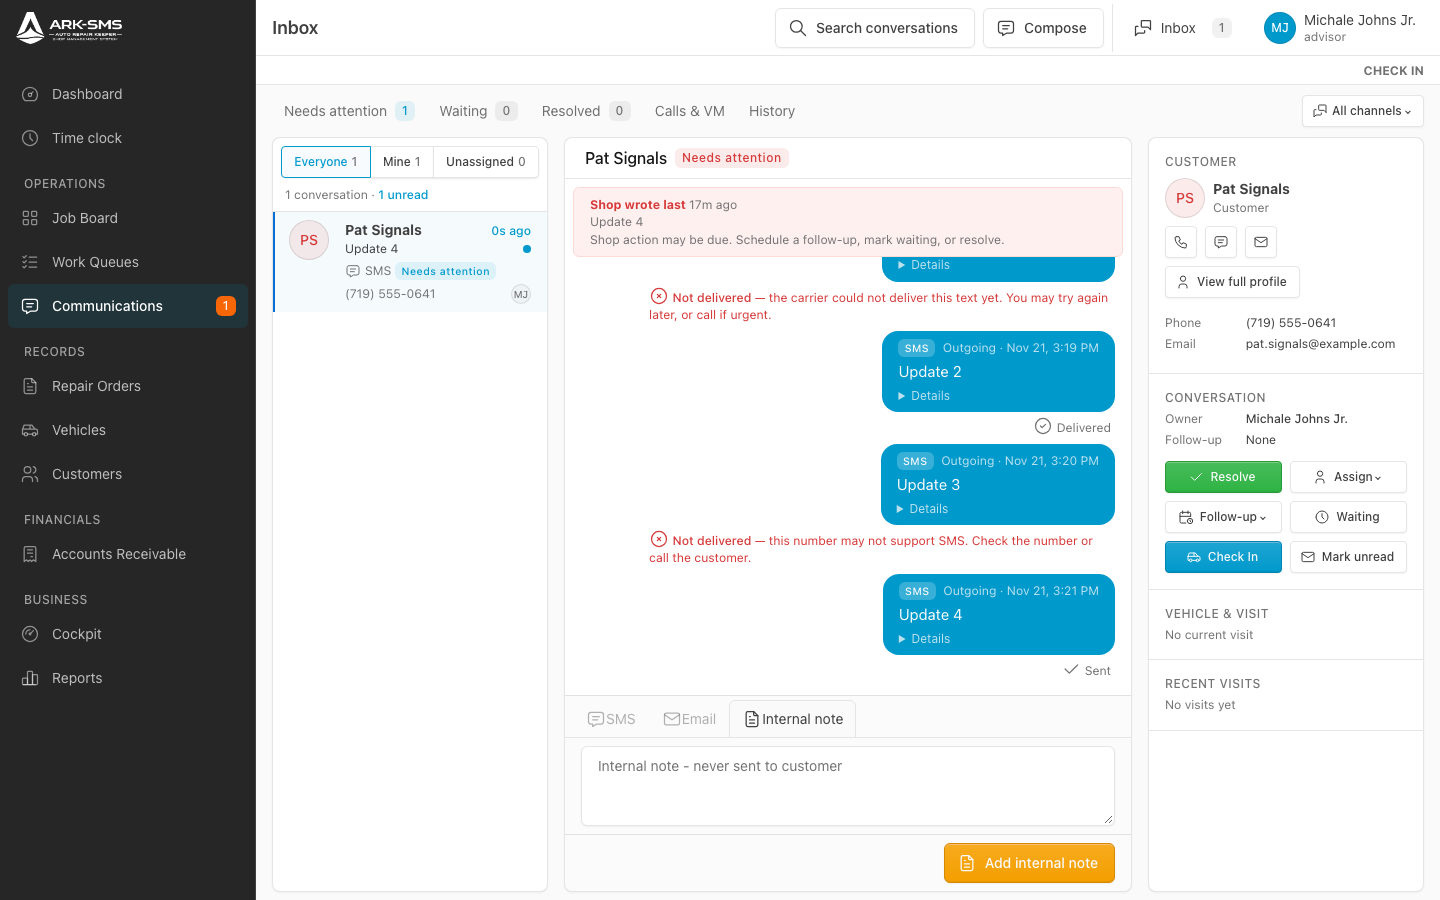 ARK-SMS
AUTO REPAIR KEEPER
SHOP MANAGEMENT SYSTEM
Dashboard
Time clock
OPERATIONS
Job Board
Work Queues
Communications 1
RECORDS
Repair Orders
Vehicles
Customers
FINANCIALS
Accounts Receivable
BUSINESS
Cockpit
Reports
Inbox
Search conversations
Compose
Inbox 1
MJ
Michale Johns Jr.
advisor
CHECK IN
Needs attention 1
Waiting 0
Resolved 0
Calls & VM
History
All channels
Everyone 1
Mine 1
Unassigned 0
1 conversation · 1 unread
PS
Pat Signals 0s ago
Update 4
SMS Needs attention
(719) 555-0641 MJ
Pat Signals Needs attention
Shop wrote last 17m ago
Update 4
Shop action may be due. Schedule a follow-up, mark waiting, or resolve.
Details
Not delivered — the carrier could not deliver this text yet. You may try again
later, or call if urgent.
SMS Outgoing · Nov 21, 3:19 PM
Update 2
Details
Delivered
SMS Outgoing · Nov 21, 3:20 PM
Update 3
Details
Not delivered — this number may not support SMS. Check the number or
call the customer.
SMS Outgoing · Nov 21, 3:21 PM
Update 4
Details
Sent
SMS
Email
Internal note
Internal note - never sent to customer
Add internal note
CUSTOMER
PS
Pat Signals
Customer
View full profile
Phone (719) 555-0641
Email pat.signals@example.com
CONVERSATION
Owner Michale Johns Jr.
Follow-up None
Resolve
Assign
Follow-up
Waiting
Check In
Mark unread
VEHICLE & VISIT
No current visit
RECENT VISITS
No visits yet